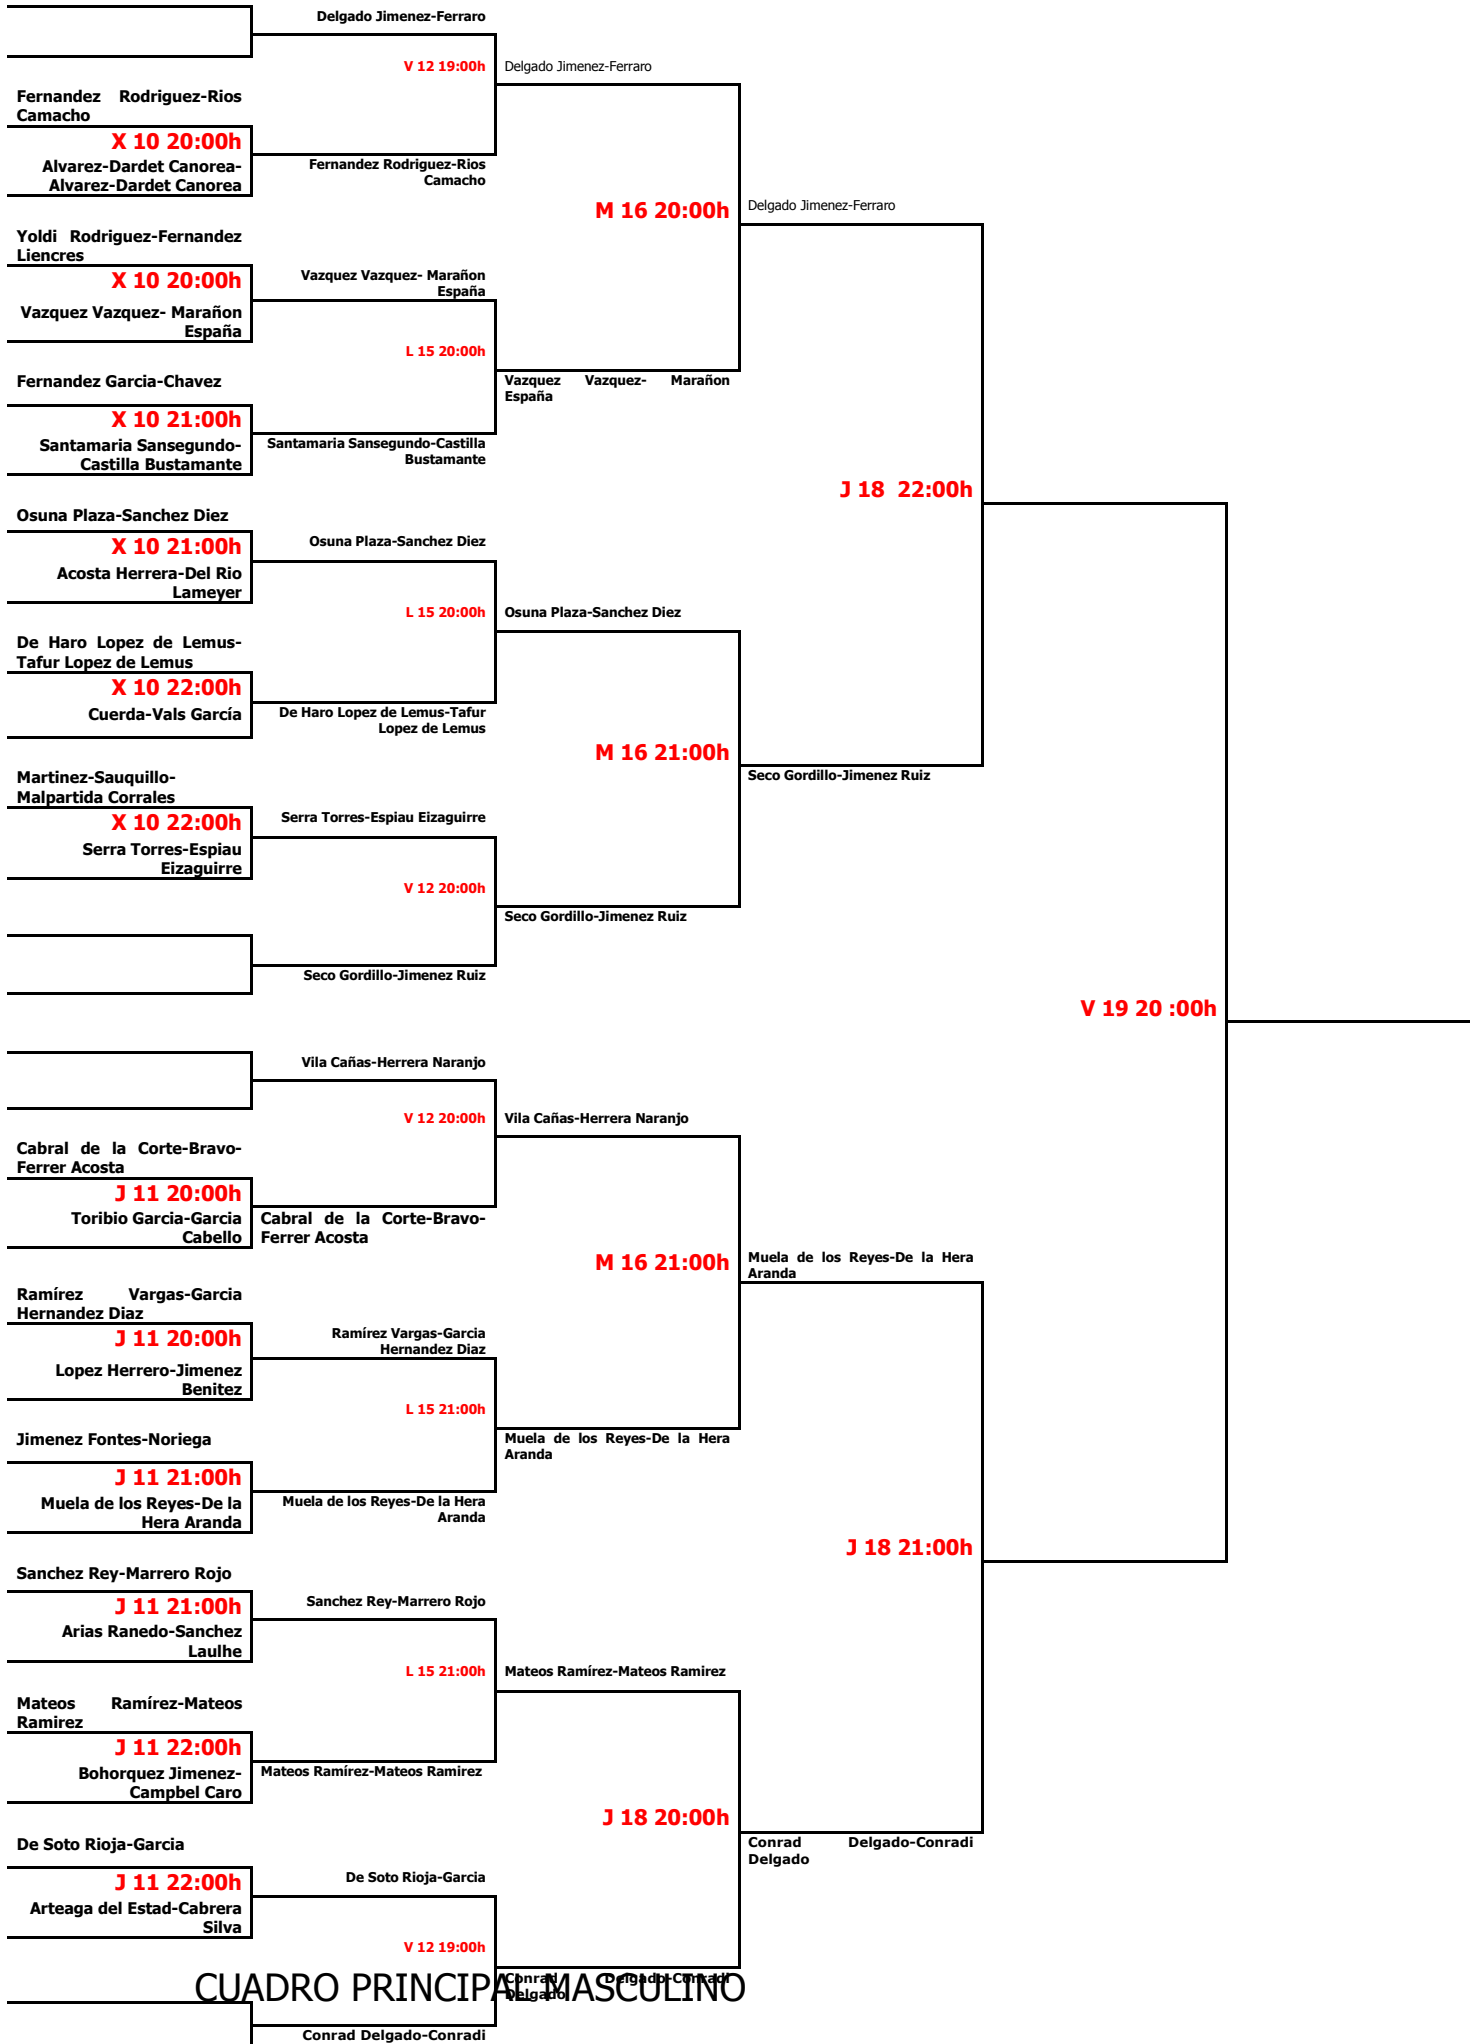 Delgado Jimenez-Ferraro
V 12 19:00h
Delgado Jimenez-Ferraro
Fernandez Rodriguez-Rios
Camacho
X 10 20:00h
Alvarez-Dardet Canorea-
Alvarez-Dardet Canorea
Fernandez Rodriguez-Rios
Camacho
M 16 20:00h
Delgado Jimenez-Ferraro
Yoldi Rodriguez-Fernandez
Liencres
X 10 20:00h
Vazquez Vazquez- Marañon
España
Vazquez Vazquez- Marañon
España
L 15 20:00h
Vazquez Vazquez- Marañon
España
Fernandez Garcia-Chavez
X 10 21:00h
Santamaria Sansegundo-
Castilla Bustamante
Santamaria Sansegundo-Castilla
Bustamante
J 18 22:00h
Osuna Plaza-Sanchez Diez
X 10 21:00h
Acosta Herrera-Del Rio
Lameyer
Osuna Plaza-Sanchez Diez
L 15 20:00h
Osuna Plaza-Sanchez Diez
De Haro Lopez de Lemus-
Tafur Lopez de Lemus
X 10 22:00h
Cuerda-Vals García
De Haro Lopez de Lemus-Tafur
Lopez de Lemus
M 16 21:00h
Seco Gordillo-Jimenez Ruiz
Martinez-Sauquillo-
Malpartida Corrales
X 10 22:00h
Serra Torres-Espiau
Eizaguirre
Serra Torres-Espiau Eizaguirre
V 12 20:00h
Seco Gordillo-Jimenez Ruiz
Seco Gordillo-Jimenez Ruiz
V 19 20 :00h
Vila Cañas-Herrera Naranjo
V 12 20:00h
Vila Cañas-Herrera Naranjo
Cabral de la Corte-Bravo-
Ferrer Acosta
J 11 20:00h
Toribio Garcia-Garcia
Cabello
Cabral de la Corte-Bravo-
Ferrer Acosta
M 16 21:00h
Muela de los Reyes-De la Hera
Aranda
Ramírez Vargas-Garcia
Hernandez Diaz
J 11 20:00h
Lopez Herrero-Jimenez
Benitez
Ramírez Vargas-Garcia
Hernandez Diaz
L 15 21:00h
Muela de los Reyes-De la Hera
Aranda
Jimenez Fontes-Noriega
J 11 21:00h
Muela de los Reyes-De la
Hera Aranda
Muela de los Reyes-De la Hera
Aranda
J 18 21:00h
Sanchez Rey-Marrero Rojo
J 11 21:00h
Arias Ranedo-Sanchez
Laulhe
Sanchez Rey-Marrero Rojo
L 15 21:00h
Mateos Ramírez-Mateos Ramirez
Mateos Ramírez-Mateos
Ramirez
J 11 22:00h
Bohorquez Jimenez-
Campbel Caro
Mateos Ramírez-Mateos Ramirez
J 18 20:00h
Conrad Delgado-Conradi
Delgado
De Soto Rioja-Garcia
J 11 22:00h
Arteaga del Estad-Cabrera
Silva
De Soto Rioja-Garcia
V 12 19:00h
Conrad Delgado-Conradi
Delgado
CUADRO PRINCIPAL MASCULINO
Conrad Delgado-Conradi